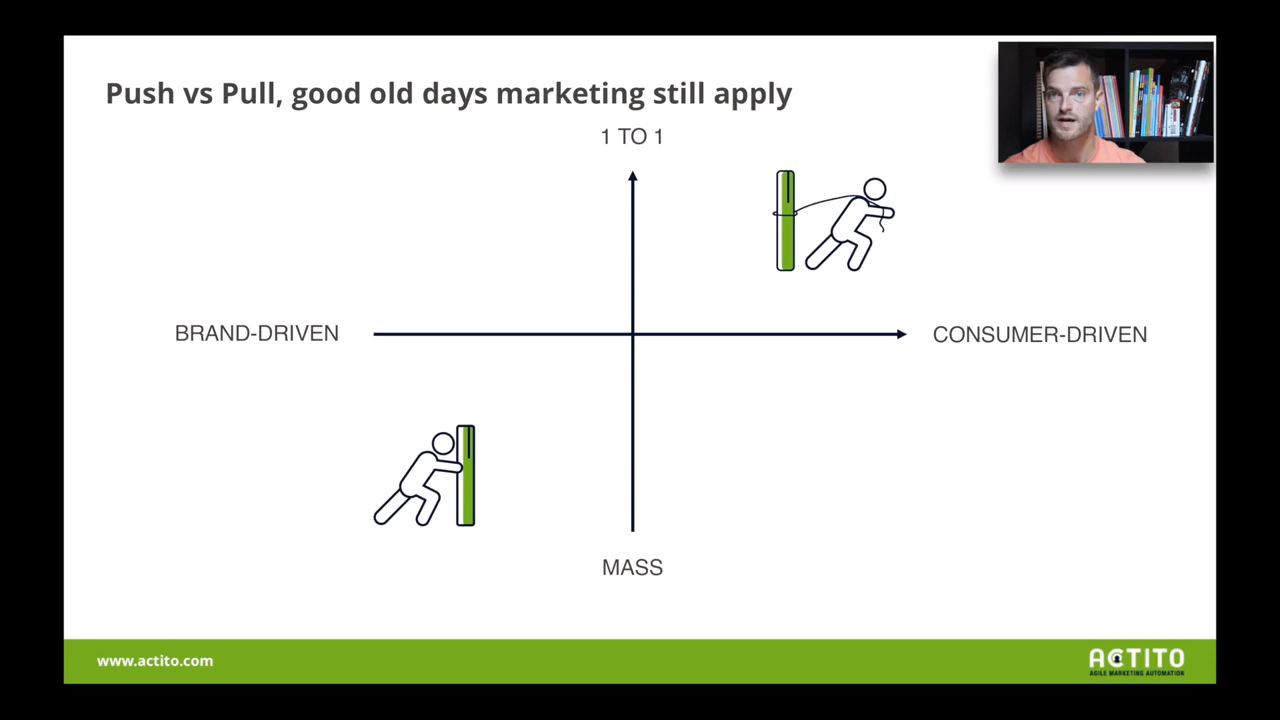 Push vs Pull, good old days marketing still apply
1 TO 1
BRAND-DRIVEN
CONSUMER-DRIVEN
MASS
www.actito.com
ACTITO
AGILE MARKETING AUTOMATION